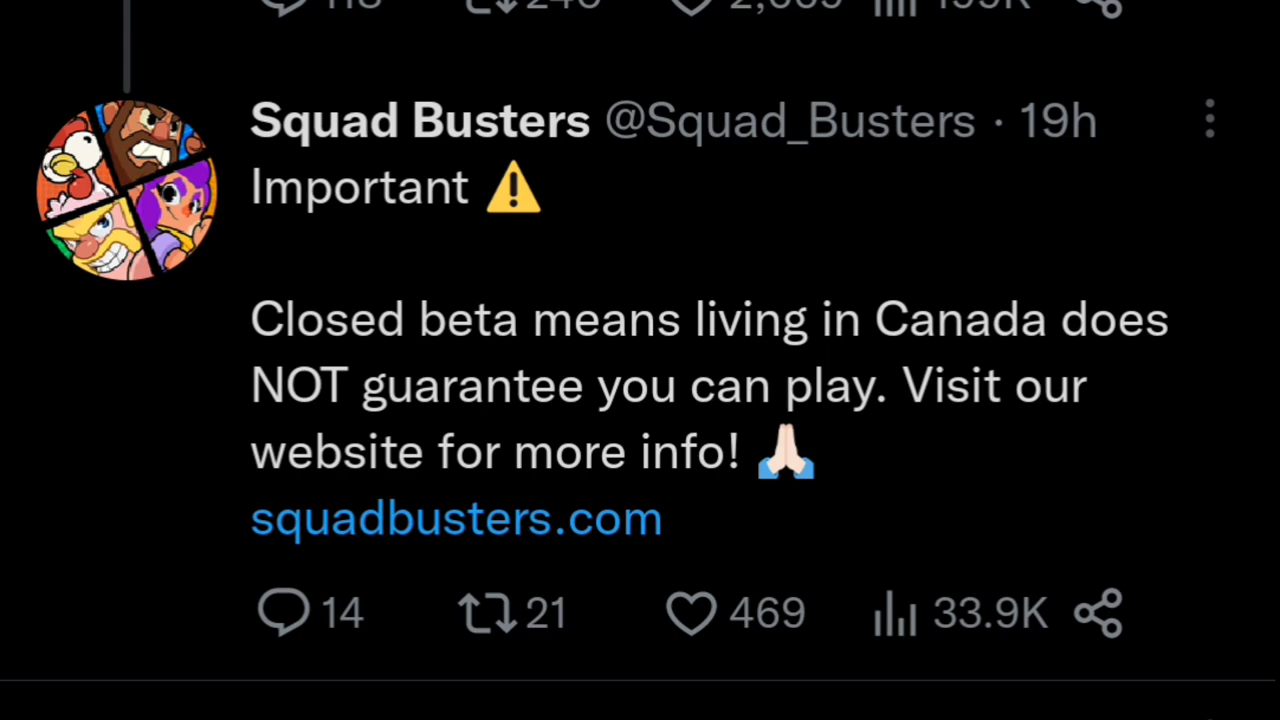 Squad Busters @Squad_Busters · 19h
Important ⚠️
Closed beta means living in Canada does
NOT guarantee you can play. Visit our
website for more info! 🙏🏻
squadbusters.com
14 21 469 33.9K